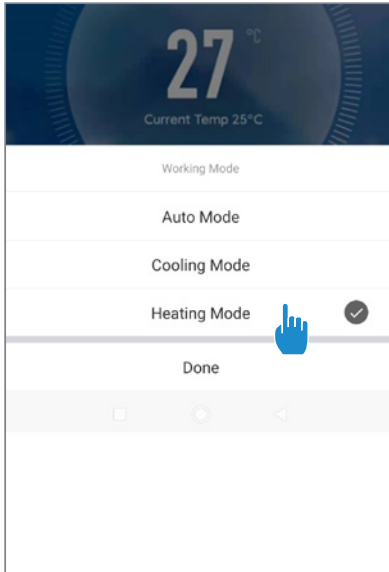 27 °C
Current Temp 25°C
Working Mode
Auto Mode
Cooling Mode
Heating Mode
Done